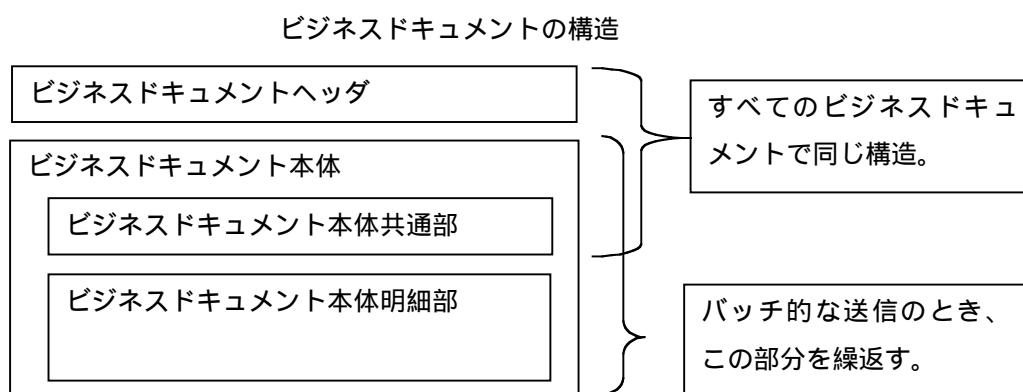 ビジネスドキュメントの構造
ビジネスドキュメントヘッダ
すべてのビジネスドキュ
メントで同じ構造。
ビジネスドキュメント本体
ビジネスドキュメント本体共通部
ビジネスドキュメント本体明細部
バッチ的な送信のとき、
この部分を繰返す。